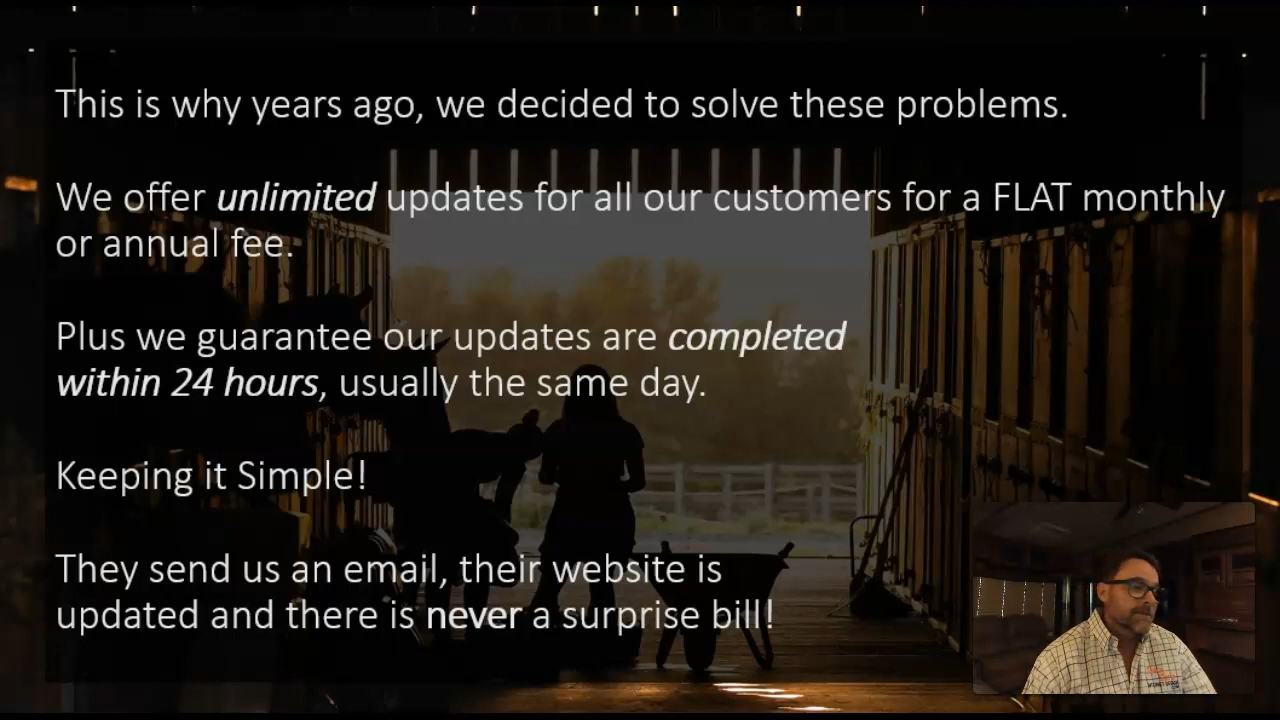 This is why years ago, we decided to solve these problems.
We offer unlimited updates for all our customers for a FLAT monthly
or annual fee.
Plus we guarantee our updates are completed
within 24 hours, usually the same day.
Keeping it Simple!
They send us an email, their website is
updated and there is never a surprise bill!